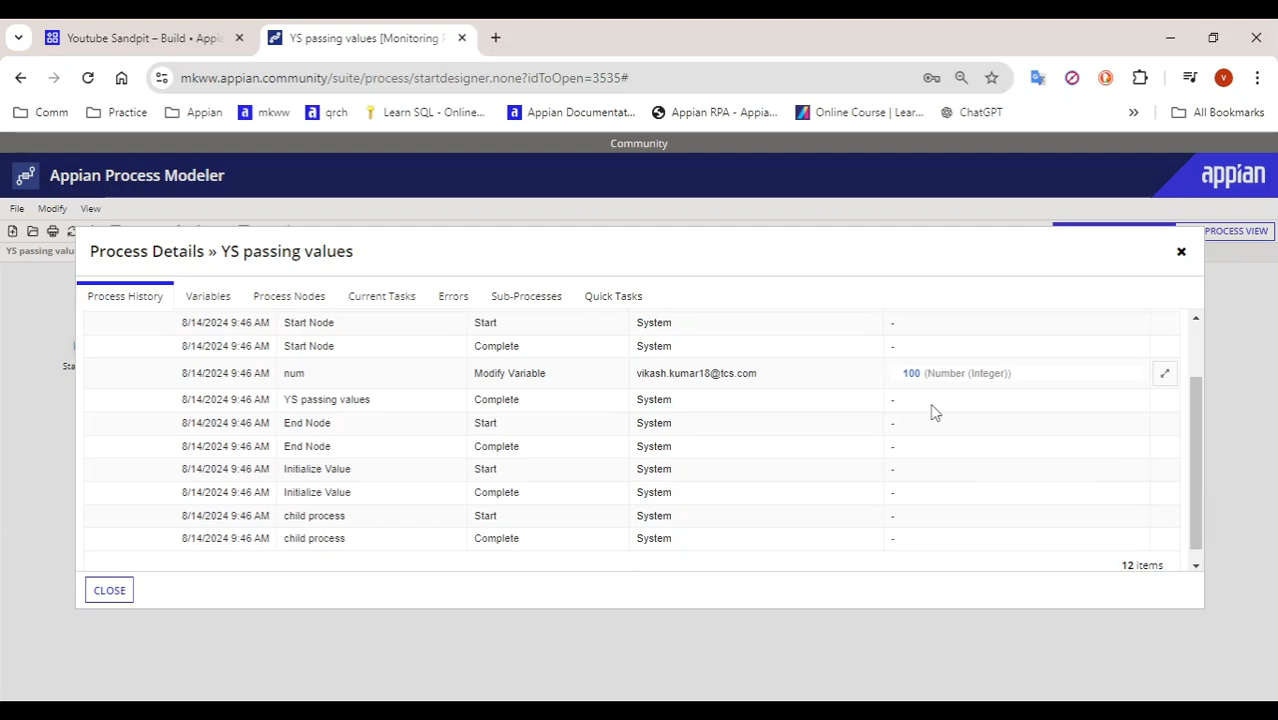 Youtube Sandpit – Build • Appi
YS passing values [Monitoring
mkww.appian.community/suite/process/startdesigner.none?idToOpen=3535#
V
Comm Practice Appian mkww qrch Learn SQL - Online... Appian Documentat... Appian RPA - Appia... Online Course | Lear... ChatGPT » All Bookmarks
Community
Appian Process Modeler
appian
File Modify View
PROCESS VIEW
YS passing valu
Process Details » YS passing values
Process History Variables Process Nodes Current Tasks Errors Sub-Processes Quick Tasks
8/14/2024 9:46 AM Start Node Start System -
8/14/2024 9:46 AM Start Node Complete System -
Sta
8/14/2024 9:46 AM num Modify Variable vikash.kumar18@tcs.com 100 (Number (Integer))
8/14/2024 9:46 AM YS passing values Complete System -
8/14/2024 9:46 AM End Node Start System -
8/14/2024 9:46 AM End Node Complete System -
8/14/2024 9:46 AM Initialize Value Start System -
8/14/2024 9:46 AM Initialize Value Complete System -
8/14/2024 9:46 AM child process Start System -
8/14/2024 9:46 AM child process Complete System -
12 items
CLOSE